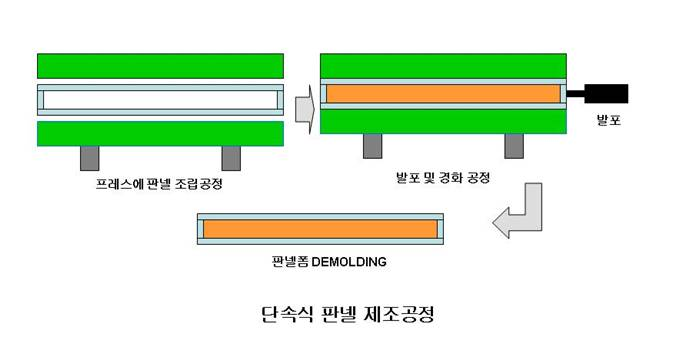 프레스에 판넬 조립공정
발포 및 경화 공정
발포
판넬폼 DEMOLDING
단속식 판넬 제조공정